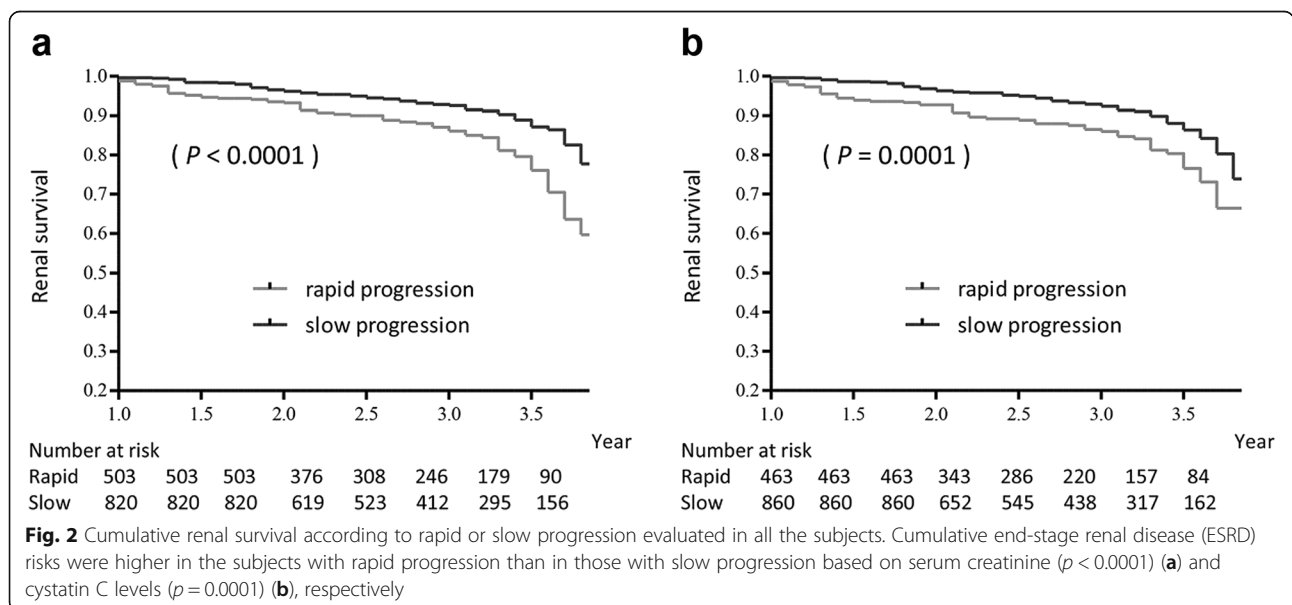 a
1.0
0.9
0.8
0.7
0.6
0.5
0.4
0.3
0.2
Renal survival
( P < 0.0001 )
rapid progression
slow progression
1.0 1.5 2.0 2.5 3.0 3.5
Year
Number at risk
Rapid 503 503 503 376 308 246 179 90
Slow 820 820 820 619 523 412 295 156
b
1.0
0.9
0.8
0.7
0.6
0.5
0.4
0.3
0.2
Renal survival
( P = 0.0001 )
rapid progression
slow progression
1.0 1.5 2.0 2.5 3.0 3.5
Year
Number at risk
Rapid 463 463 463 343 286 220 157 84
Slow 860 860 860 652 545 438 317 162
Fig. 2 Cumulative renal survival according to rapid or slow progression evaluated in all the subjects. Cumulative end-stage renal disease (ESRD)
risks were higher in the subjects with rapid progression than in those with slow progression based on serum creatinine (p < 0.0001) (a) and
cystatin C levels (p = 0.0001) (b), respectively